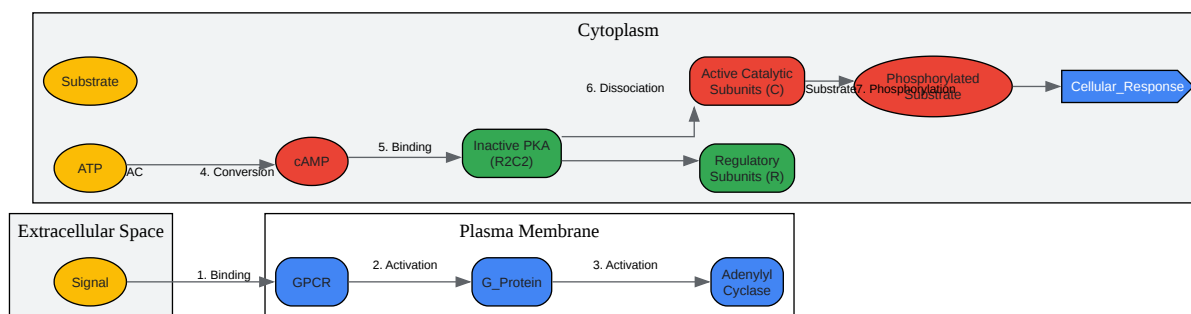 Cytoplasm
Substrate
6. Dissociation
Active Catalytic
Subunits (C)
Substrate
7. Phosphorylation
Phosphorylated
Substrate
Cellular_Response
ATP
AC
4. Conversion
cAMP
5. Binding
Inactive PKA
(R2C2)
Regulatory
Subunits (R)
Extracellular Space
Plasma Membrane
Signal
1. Binding
GPCR
2. Activation
G_Protein
3. Activation
Adenylyl
Cyclase